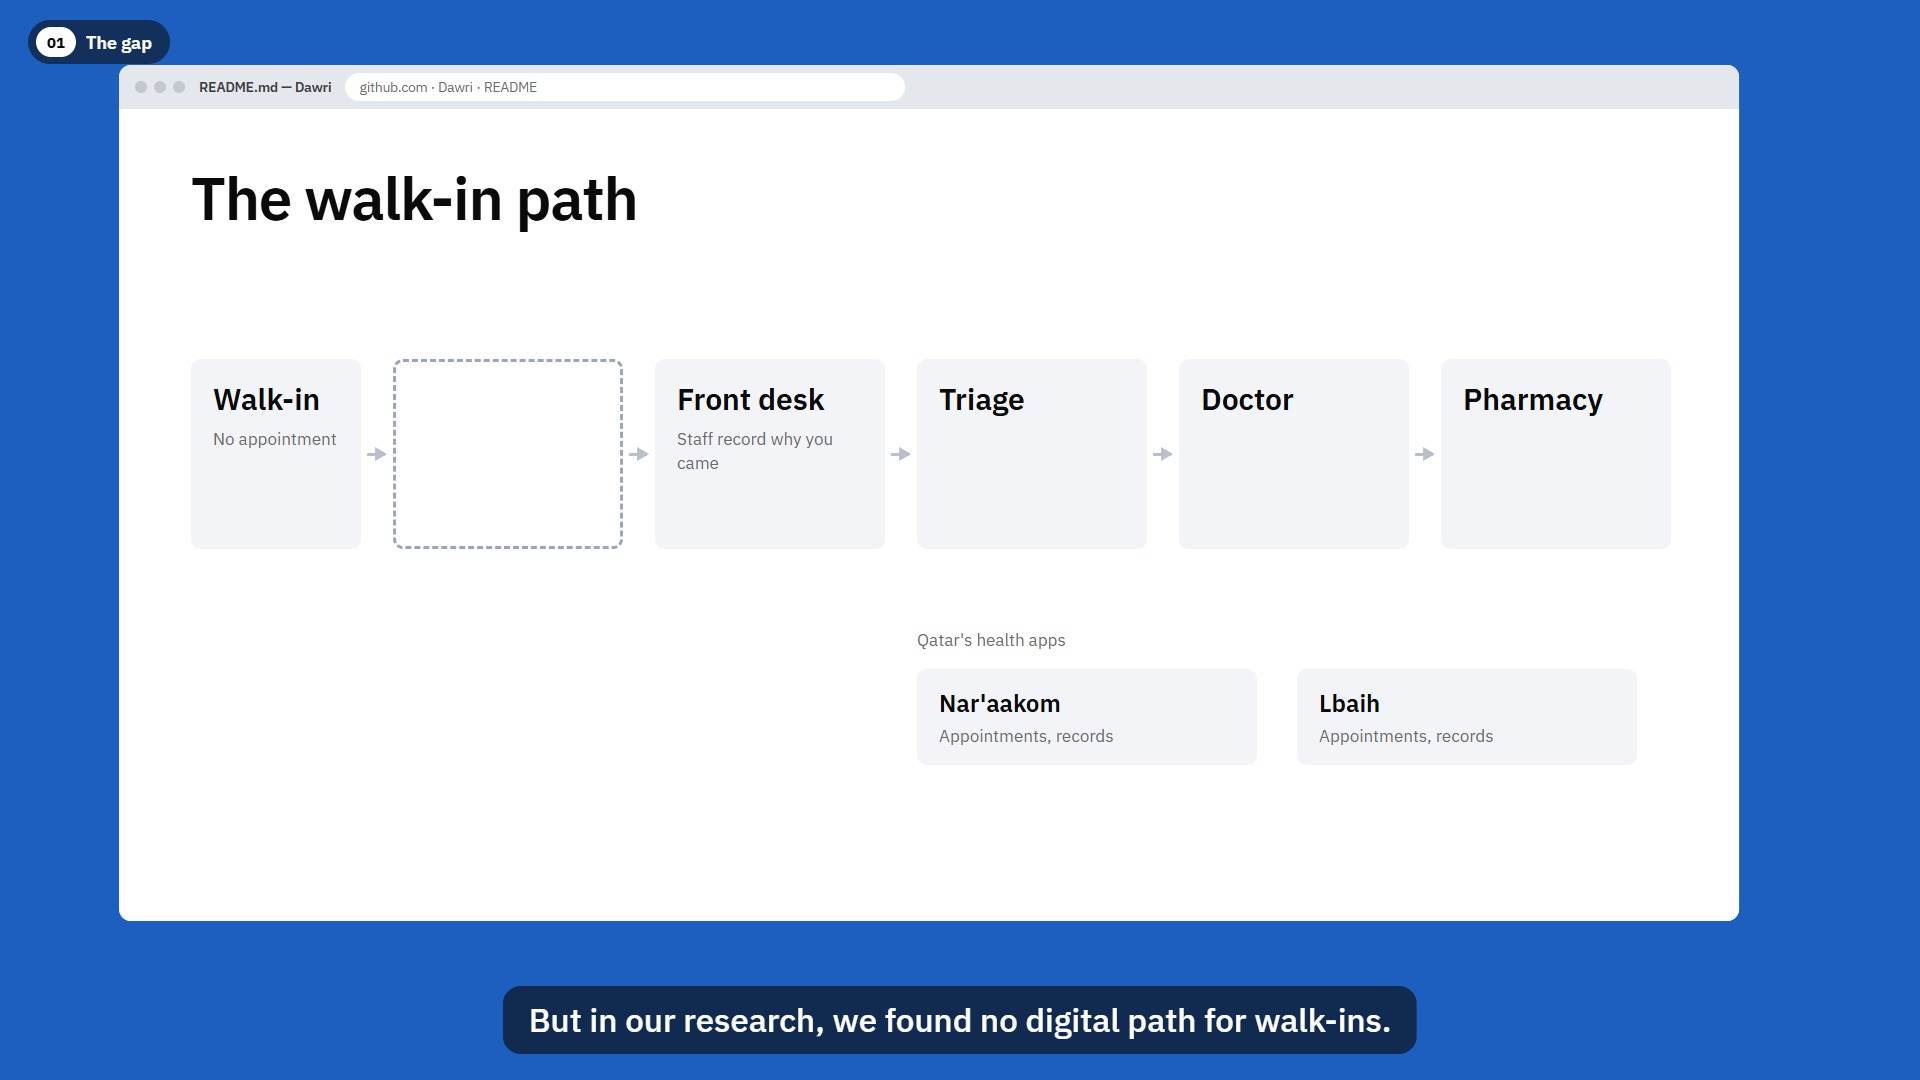 01 The gap
README.md — Dawri
github.com · Dawri · README
The walk-in path
Walk-in
No appointment
Front desk
Staff record why you
came
Triage
Doctor
Pharmacy
Qatar's health apps
Nar'aakom
Appointments, records
Lbaih
Appointments, records
But in our research, we found no digital path for walk-ins.